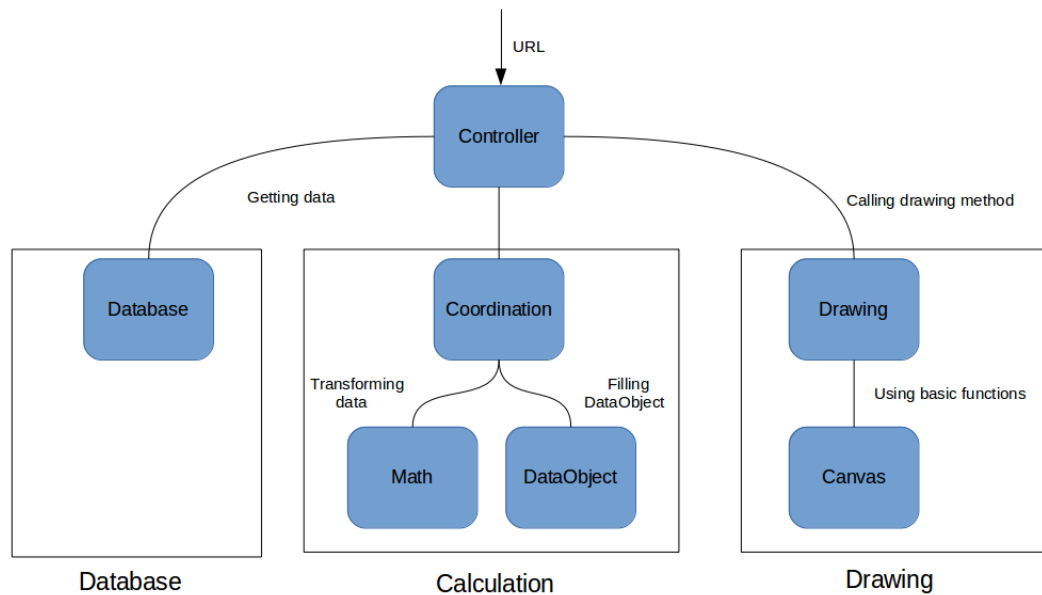 URL
Controller
Getting data
Calling drawing method
Database
Coordination
Drawing
Transforming
data
Filling
DataObject
Using basic functions
Math
DataObject
Canvas
Database
Calculation
Drawing